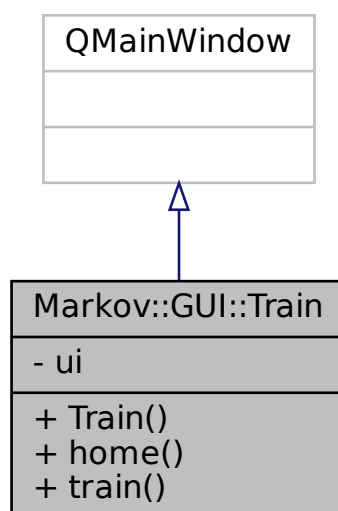 QMainWindow
Markov::GUI::Train
- ui
+ Train()
+ home()
+ train()